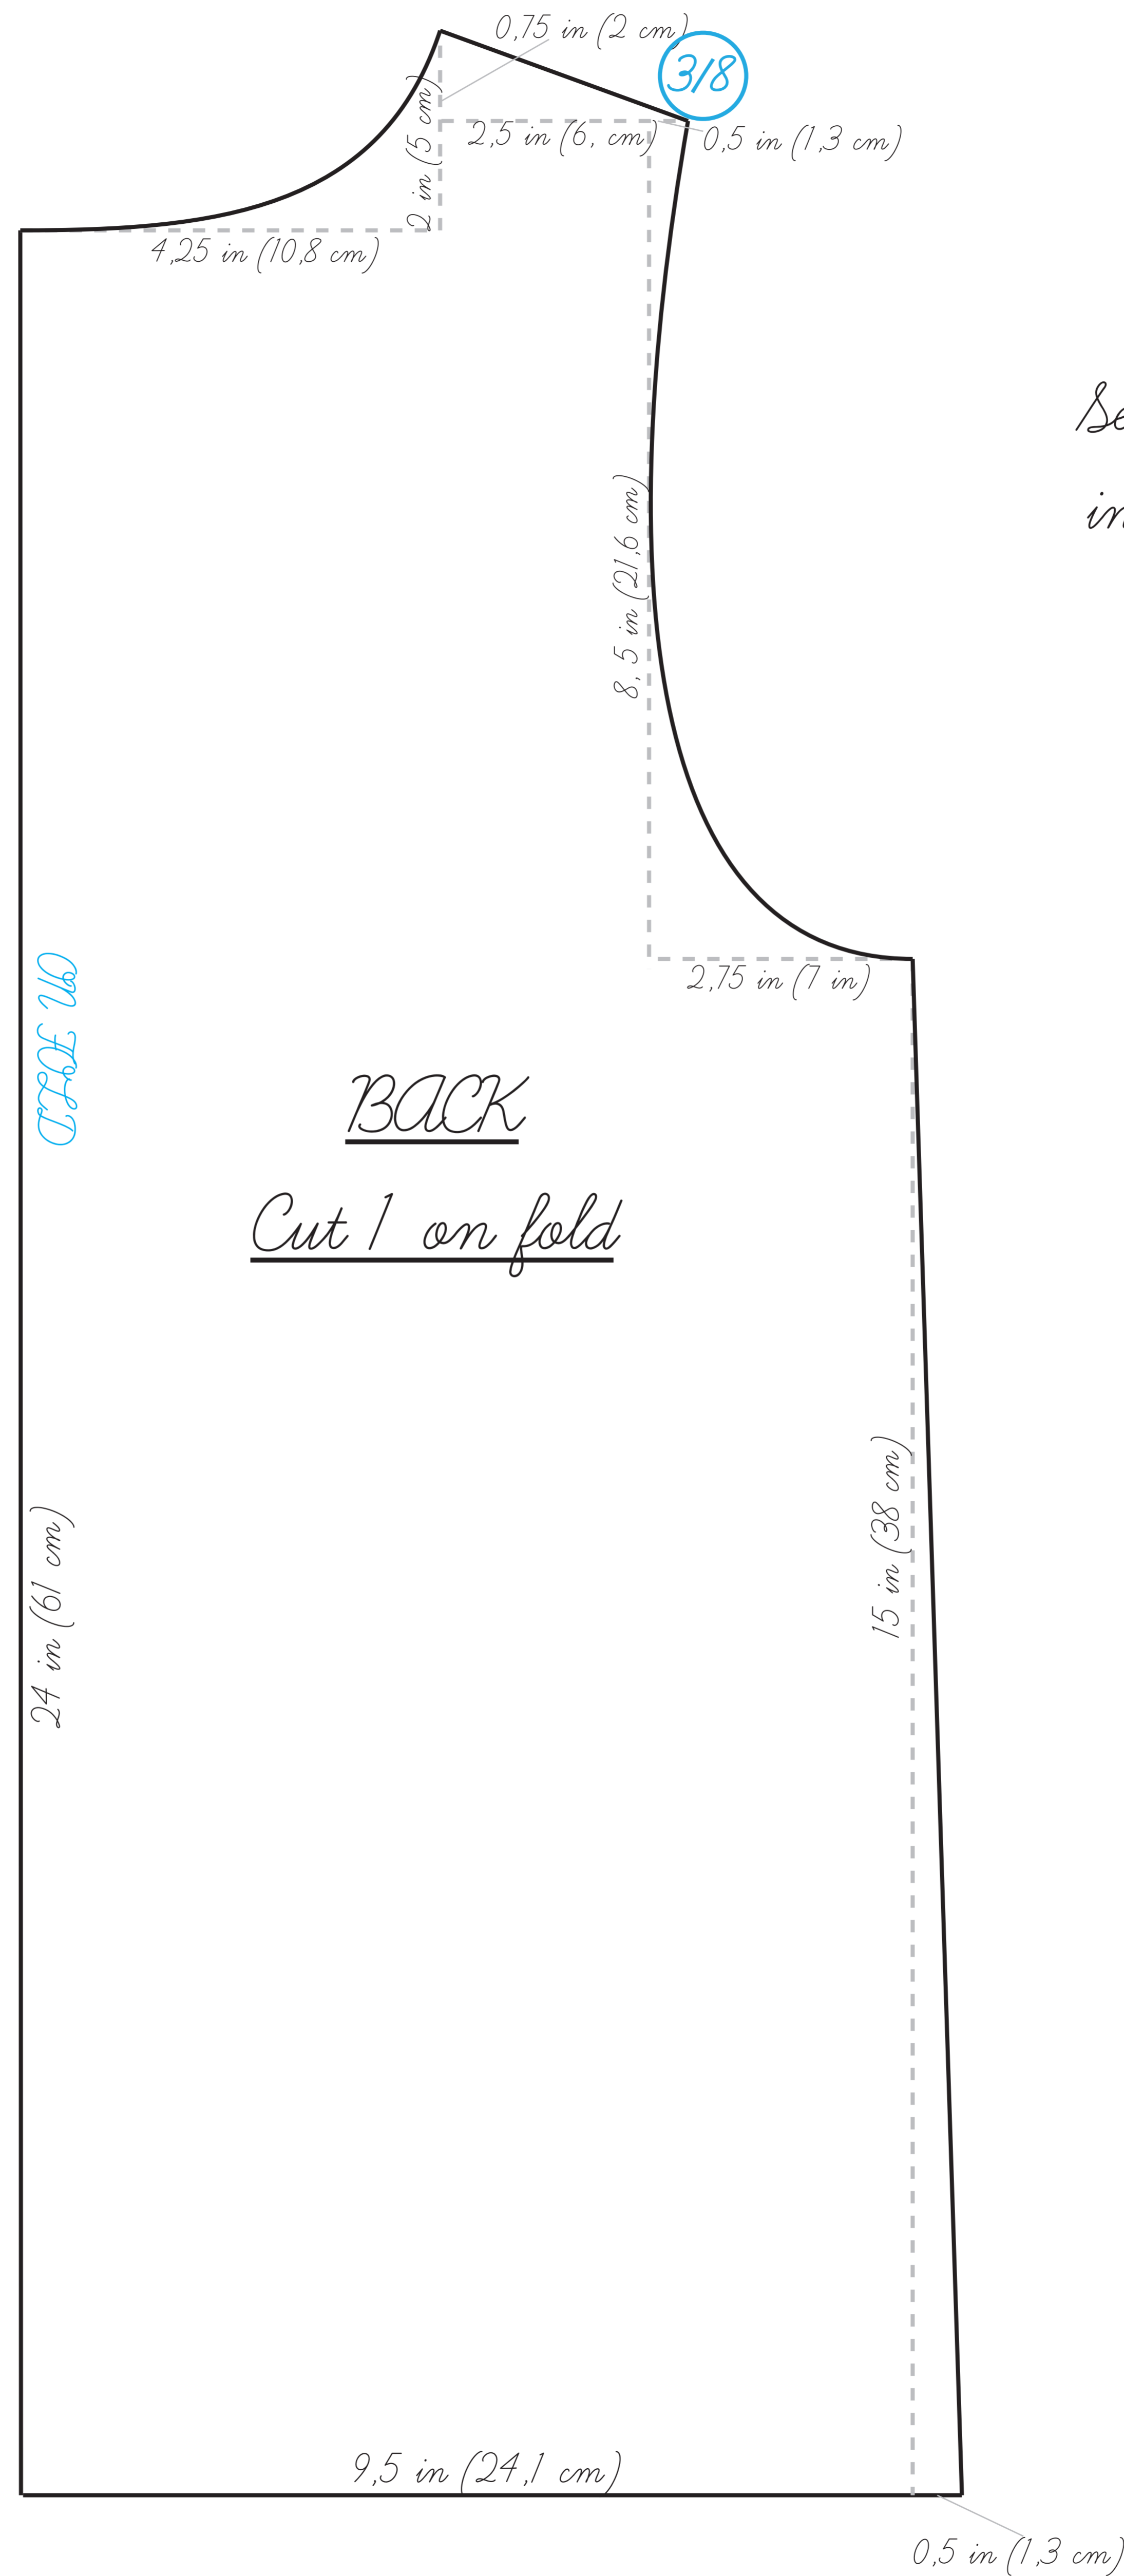 0,75 in (2 cm)
3/8
2 in (5 cm)
2,5 in (6, cm)
0,5 in (1,3 cm)
4,25 in (10,8 cm)
Se
in
8, 5 in (21,6 cm)
2,75 in (7 in)
ON FOLD
BACK
Cut 1 on fold
15 in (38 cm)
24 in (61 cm)
9,5 in (24,1 cm)
0,5 in (1,3 cm)